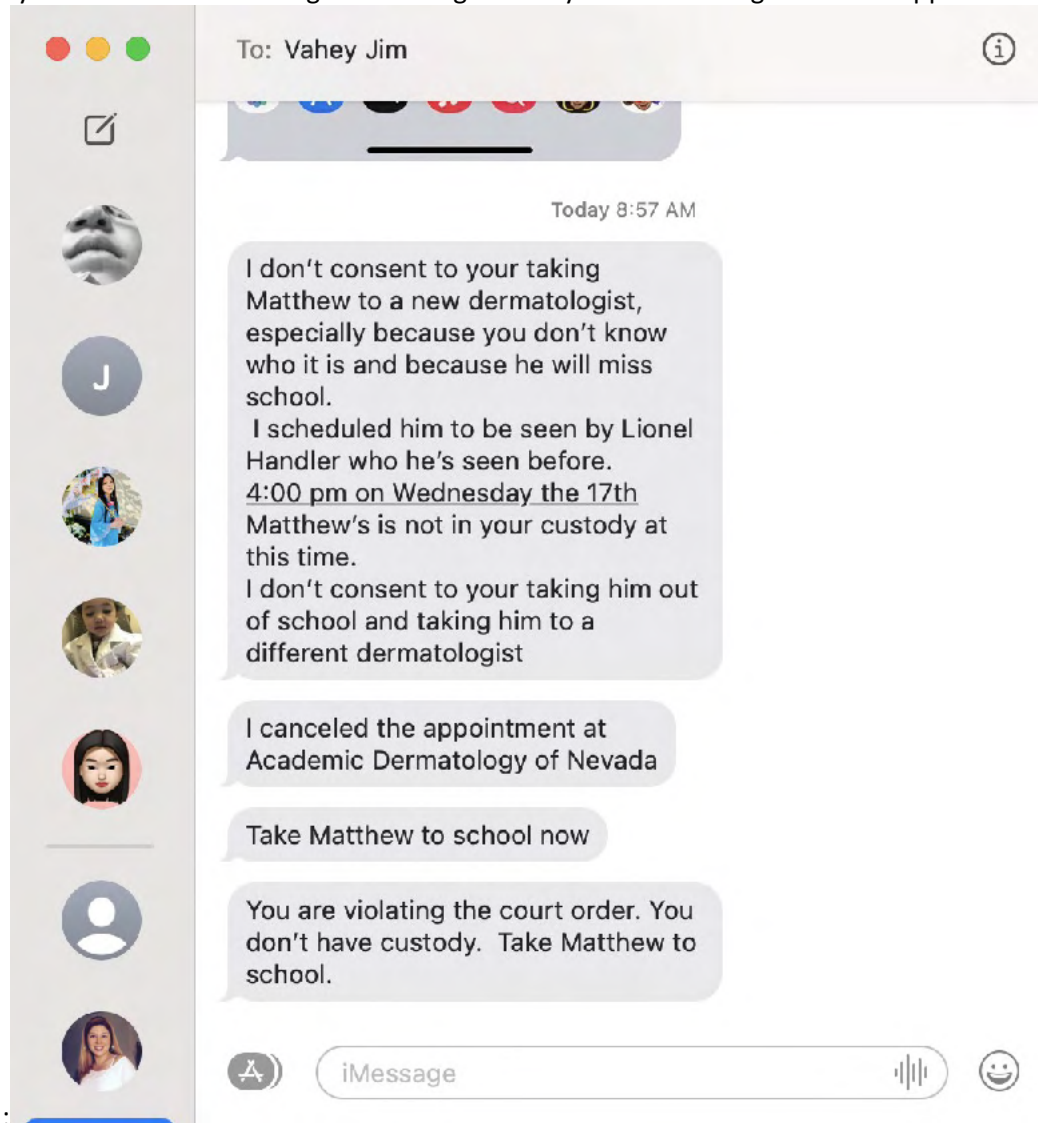 To: Vahey Jim
Today 8:57 AM
I don't consent to your taking
Matthew to a new dermatologist,
especially because you don't know
who it is and because he will miss
school.
I scheduled him to be seen by Lionel
Handler who he's seen before.
4:00 pm on Wednesday the 17th
Matthew's is not in your custody at
this time.
I don't consent to your taking him out
of school and taking him to a
different dermatologist
I canceled the appointment at
Academic Dermatology of Nevada
Take Matthew to school now
You are violating the court order. You
don't have custody.  Take Matthew to
school.
J
iMessage